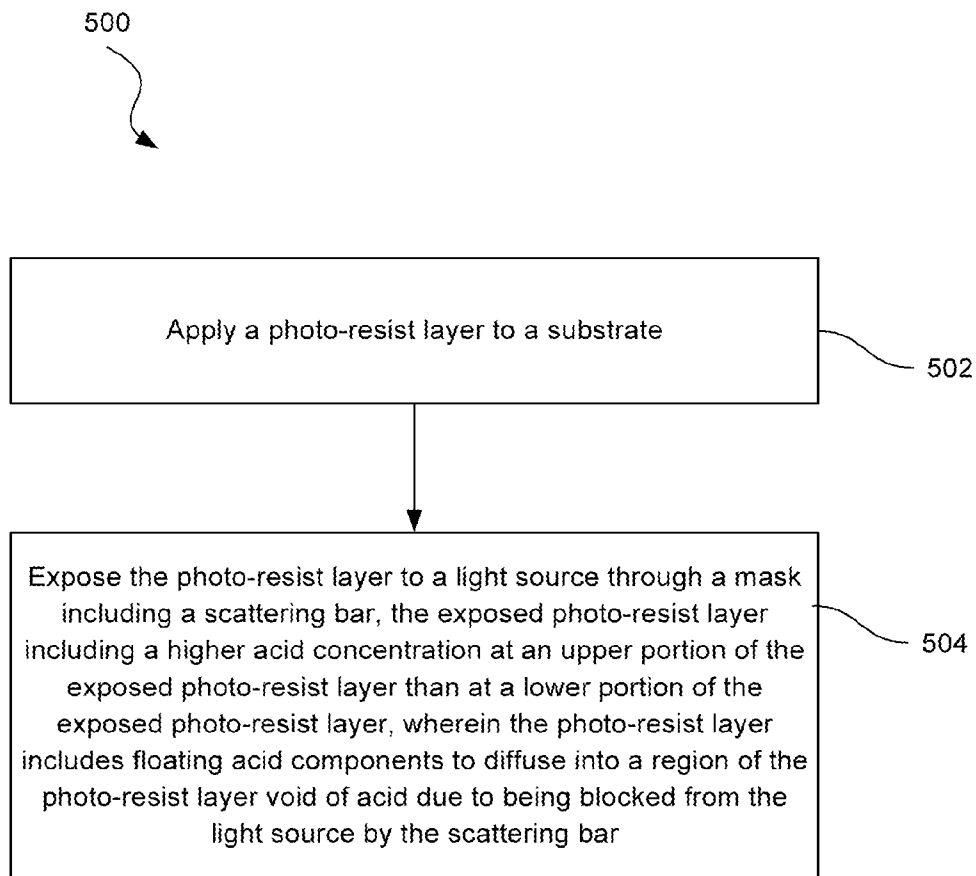 500
Apply a photo-resist layer to a substrate
502
Expose the photo-resist layer to a light source through a mask
including a scattering bar, the exposed photo-resist layer
including a higher acid concentration at an upper portion of the
exposed photo-resist layer than at a lower portion of the
exposed photo-resist layer, wherein the photo-resist layer
includes floating acid components to diffuse into a region of the
photo-resist layer void of acid due to being blocked from the
light source by the scattering bar
504